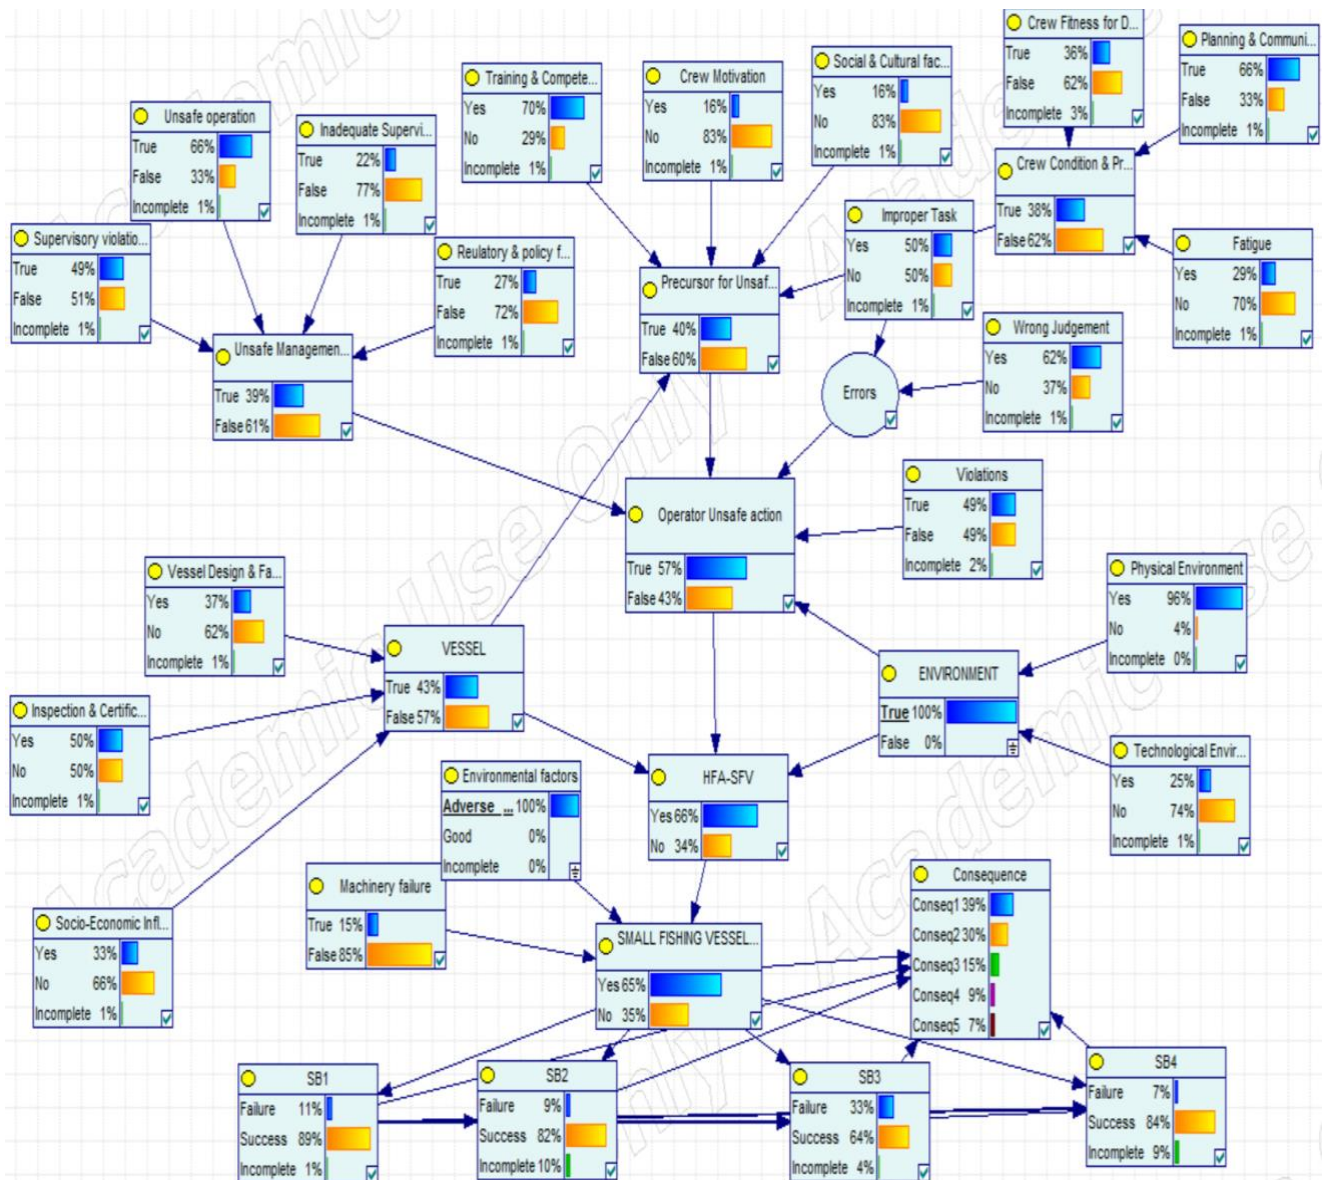 Crew Fitness for D...
True 36%
False 62%
Incomplete 3%
Planning & Communi...
True 66%
False 33%
Incomplete 1%
Social & Cultural fac...
Yes 16%
No 83%
Incomplete 1%
Training & Compete...
Yes 70%
No 29%
Incomplete 1%
Crew Motivation
Yes 16%
No 83%
Incomplete 1%
Unsafe operation
True 66%
False 33%
Incomplete 1%
Inadequate Supervi...
True 22%
False 77%
Incomplete 1%
Crew Condition & Pr...
True 38%
False 62%
Improper Task
Yes 50%
No 50%
Incomplete 1%
Supervisory violatio...
True 49%
False 51%
Incomplete 1%
Reulatory & policy f...
True 27%
False 72%
Incomplete 1%
Fatigue
Yes 29%
No 70%
Incomplete 1%
Precursor for Unsaf...
True 40%
False 60%
Wrong Judgement
Yes 62%
No 37%
Incomplete 1%
Unsafe Managemen...
True 39%
False 61%
Errors
Violations
True 49%
False 49%
Incomplete 2%
Operator Unsafe action
True 57%
False 43%
Vessel Design & Fa...
Yes 37%
No 62%
Incomplete 1%
Physical Environment
Yes 96%
No 4%
Incomplete 0%
VESSEL
True 43%
False 57%
ENVIRONMENT
True 100%
False 0%
Inspection & Certific...
Yes 50%
No 50%
Incomplete 1%
Technological Envir...
Yes 25%
No 74%
Incomplete 1%
Environmental factors
Adverse ... 100%
Good 0%
Incomplete 0%
HFA-SFV
Yes 66%
No 34%
Machinery failure
True 15%
False 85%
Consequence
Conseq1 39%
Conseq2 30%
Conseq3 15%
Conseq4 9%
Conseq5 7%
Socio-Economic Infl...
Yes 33%
No 66%
Incomplete 1%
SMALL FISHING VESSEL...
Yes 65%
No 35%
SB1
Failure 11%
Success 89%
Incomplete 1%
SB2
Failure 9%
Success 82%
Incomplete 10%
SB3
Failure 33%
Success 64%
Incomplete 4%
SB4
Failure 7%
Success 84%
Incomplete 9%
Academic Use Only